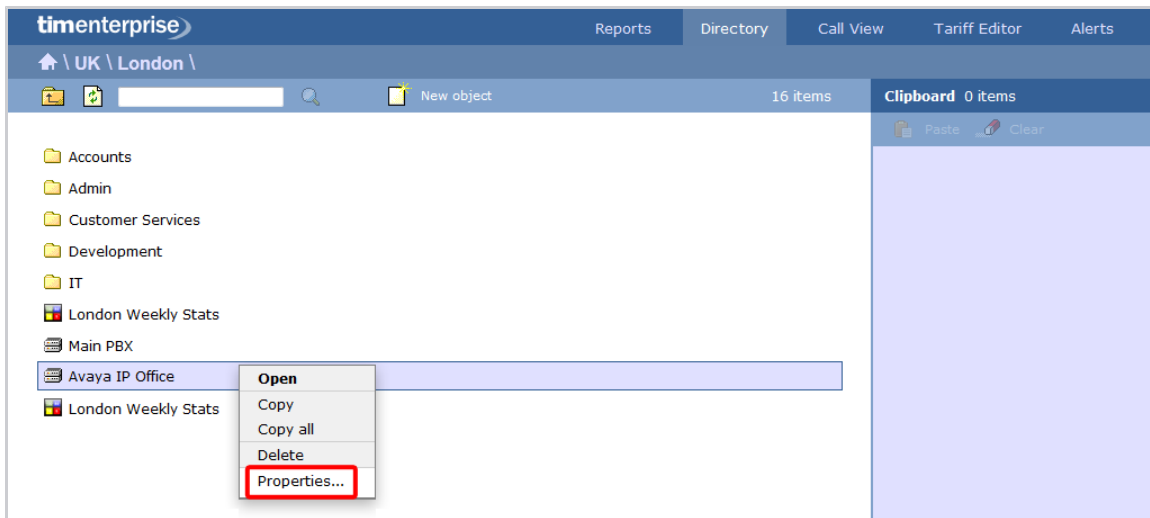 timenterprise Reports Directory Call View Tariff Editor Alerts
\ UK \ London \
New object 16 items Clipboard 0 items
Paste Clear
Accounts
Admin
Customer Services
Development
IT
London Weekly Stats
Main PBX
Avaya IP Office
Open
Copy
London Weekly Stats
Copy all
Delete
Properties...